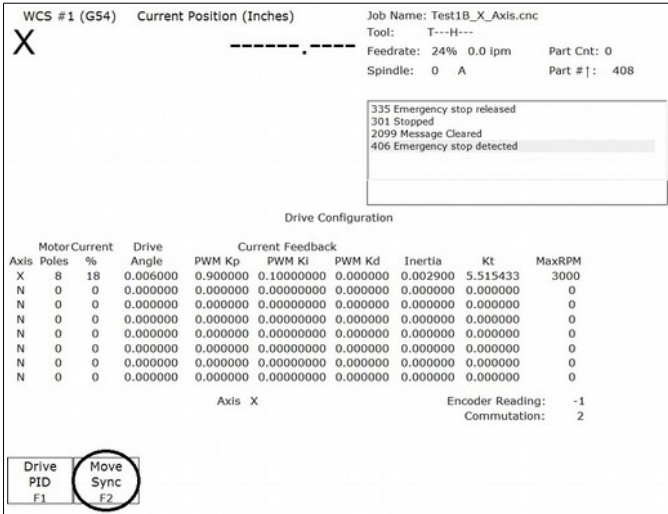 WCS #1 (G54) Current Position (Inches)
X ------.----
Job Name: Test1B_X_Axis.cnc
Tool: T---H---
Feedrate: 24% 0.0 ipm Part Cnt: 0
Spindle: 0 A Part #↑: 408
335 Emergency stop released
301 Stopped
2099 Message Cleared
406 Emergency stop detected
Drive Configuration
Motor Current Drive Current Feedback
Axis Poles % Angle PWM Kp PWM Ki PWM Kd Inertia Kt MaxRPM
X 8 18 0.006000 0.900000 0.10000000 0.000000 0.002900 5.515433 3000
N 0 0 0.000000 0.000000 0.00000000 0.000000 0.000000 0.000000 0
N 0 0 0.000000 0.000000 0.00000000 0.000000 0.000000 0.000000 0
N 0 0 0.000000 0.000000 0.00000000 0.000000 0.000000 0.000000 0
N 0 0 0.000000 0.000000 0.00000000 0.000000 0.000000 0.000000 0
N 0 0 0.000000 0.000000 0.00000000 0.000000 0.000000 0.000000 0
N 0 0 0.000000 0.000000 0.00000000 0.000000 0.000000 0.000000 0
N 0 0 0.000000 0.000000 0.00000000 0.000000 0.000000 0.000000 0
Axis X Encoder Reading: -1
Commutation: 2
Drive
PID
F1
Move
Sync
F2